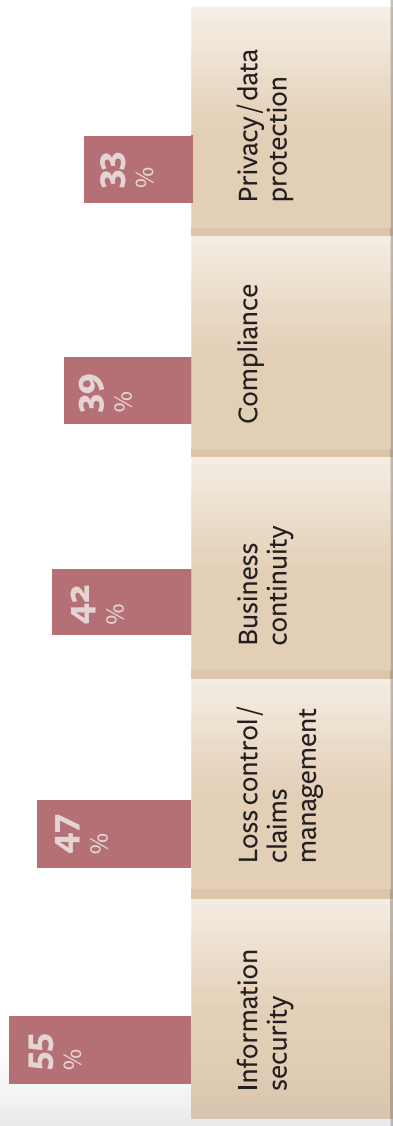 55
%
Information
security
47
%
Loss control/
claims
management
42
%
Business
continuity
39
%
Compliance
33
%
Privacy/data
protection